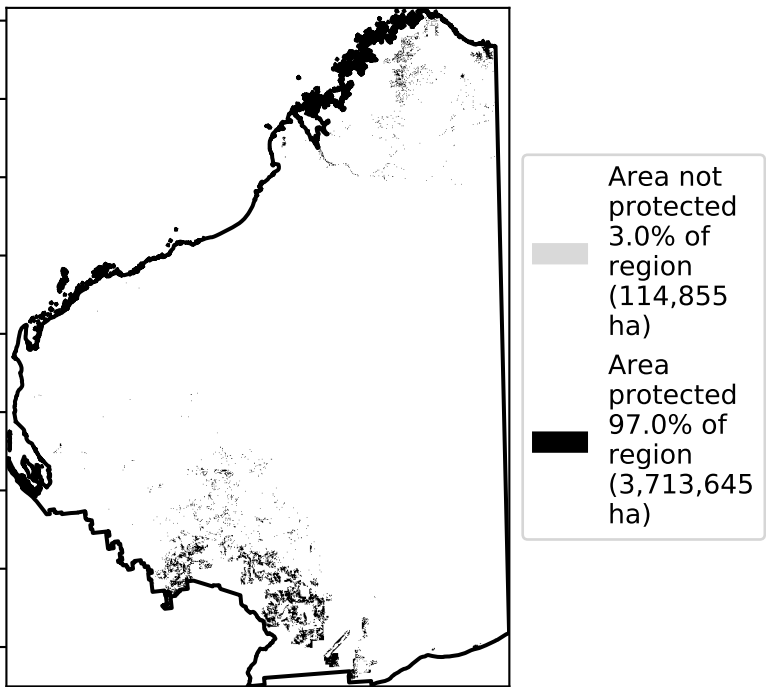 Area not
protected
3.0% of
region
(114,855
ha)
Area
protected
97.0% of
region
(3,713,645
ha)